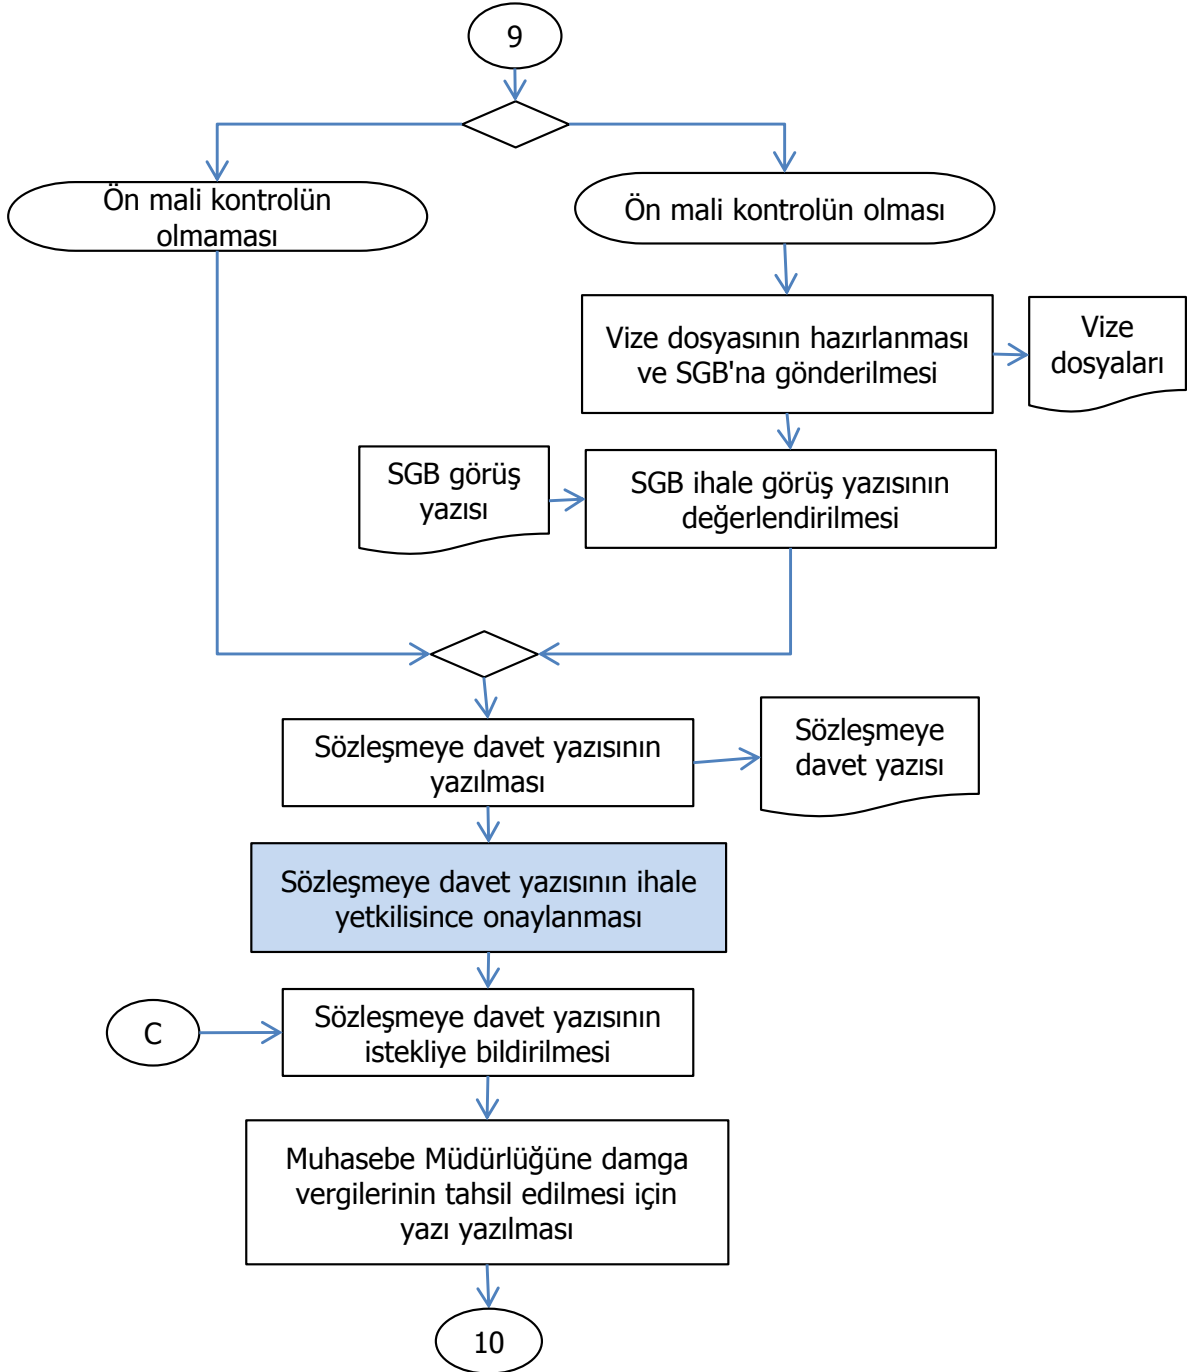 9
Ön mali kontrolün
olmaması
Ön mali kontrolün olması
Vize dosyasının hazırlanması
ve SGB'na gönderilmesi
Vize
dosyaları
SGB görüş
yazısı
SGB ihale görüş yazısının
değerlendirilmesi
Sözleşmeye davet yazısının
yazılması
Sözleşmeye
davet yazısı
Sözleşmeye davet yazısının ihale
yetkilisince onaylanması
C
Sözleşmeye davet yazısının
istekliye bildirilmesi
Muhasebe Müdürlüğüne damga
vergilerinin tahsil edilmesi için
yazı yazılması
10